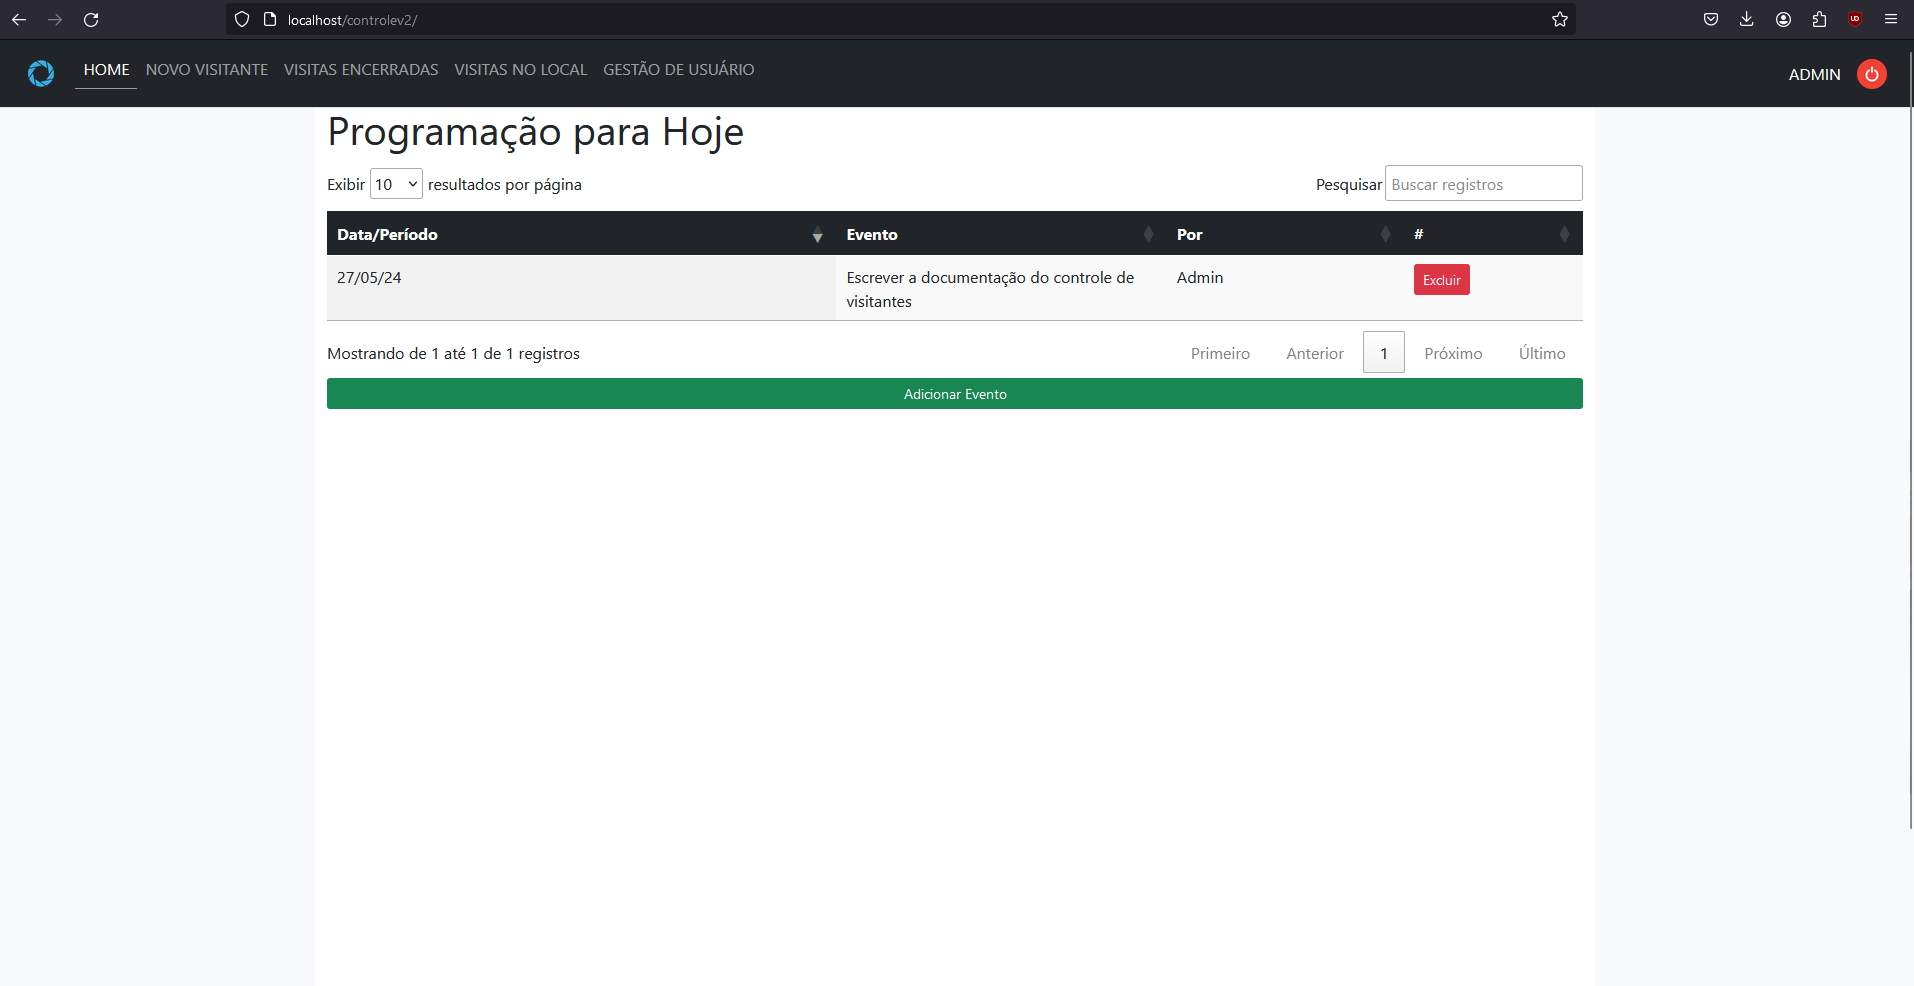 localhost/controlev2/
HOME NOVO VISITANTE VISITAS ENCERRADAS VISITAS NO LOCAL GESTÃO DE USUÁRIO ADMIN
Programação para Hoje
Exibir 10 resultados por página Pesquisar Buscar registros
Data/Período Evento Por #
27/05/24 Escrever a documentação do controle de Admin Excluir
visitantes
Mostrando de 1 até 1 de 1 registros Primeiro Anterior 1 Próximo Último
Adicionar Evento